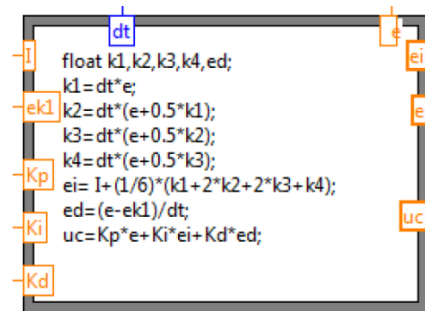 dt
e
I
ei
float k1,k2,k3,k4,ed;
k1=dt*e;
ek1
e
k2=dt*(e+0.5*k1);
k3=dt*(e+0.5*k2);
k4=dt*(e+0.5*k3);
Kp
ei= I+(1/6)*(k1+2*k2+2*k3+k4);
ed=(e-ek1)/dt;
Ki
uc
uc=Kp*e+Ki*ei+Kd*ed;
Kd